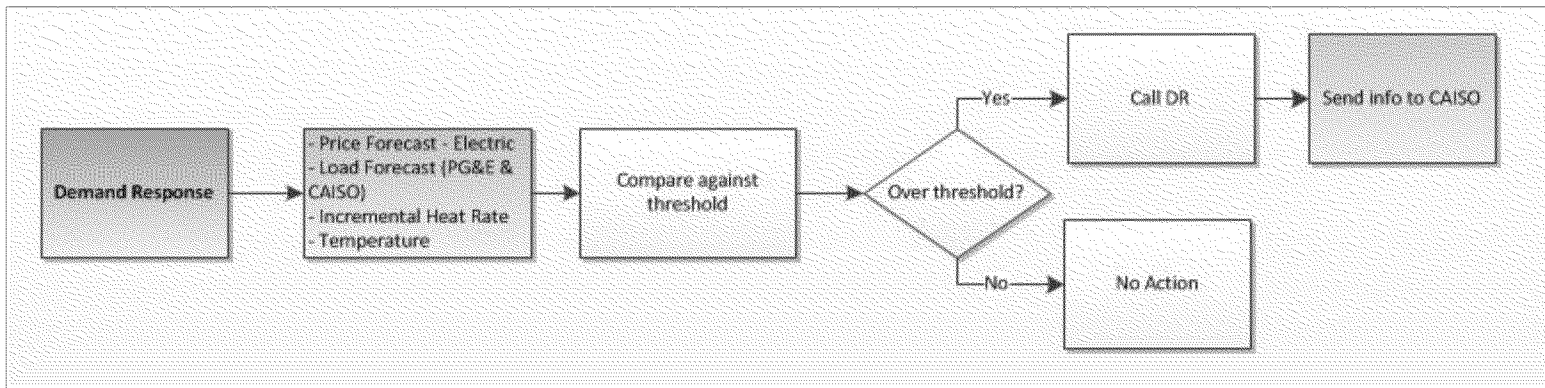 Demand Response
- Price Forecast - Electric
- Load Forecast (PG&E &
CAISO)
- Incremental Heat Rate
- Temperature
Compare against
threshold
Over threshold?
Yes
Call DR
Send info to CAISO
No
No Action